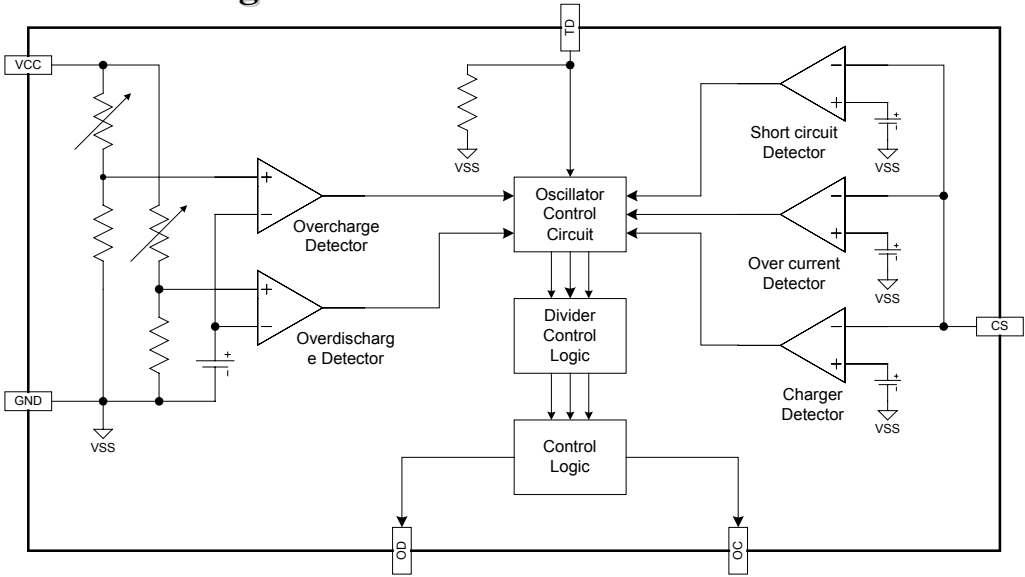 TD
VCC
+
−
Short circuit
Detector
+
-
VSS
VSS
+
−
Overcharge
Detector
Oscillator
Control
Circuit
−
+
Over current
Detector
+
-
VSS
+
−
Overdischarg
e Detector
+
-
Divider
Control
Logic
−
+
Charger
Detector
+
-
VSS
CS
GND
VSS
Control
Logic
OD
OC